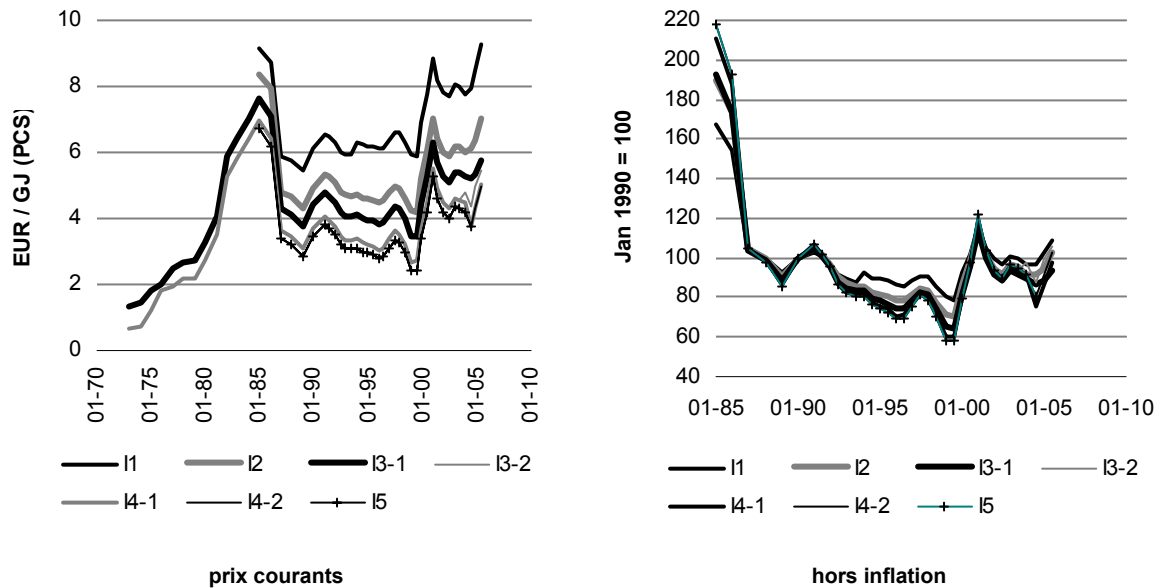 10
8
6
4
2
0
EUR / GJ (PCS)
01-70
01-75
01-80
01-85
01-90
01-95
01-00
01-05
01-10
I1
I2
I3-1
I3-2
I4-1
I4-2
I5
prix courants
220
200
180
160
140
120
100
80
60
40
Jan 1990 = 100
01-85
01-90
01-95
01-00
01-05
01-10
I1
I2
I3-1
I3-2
I4-1
I4-2
I5
hors inflation